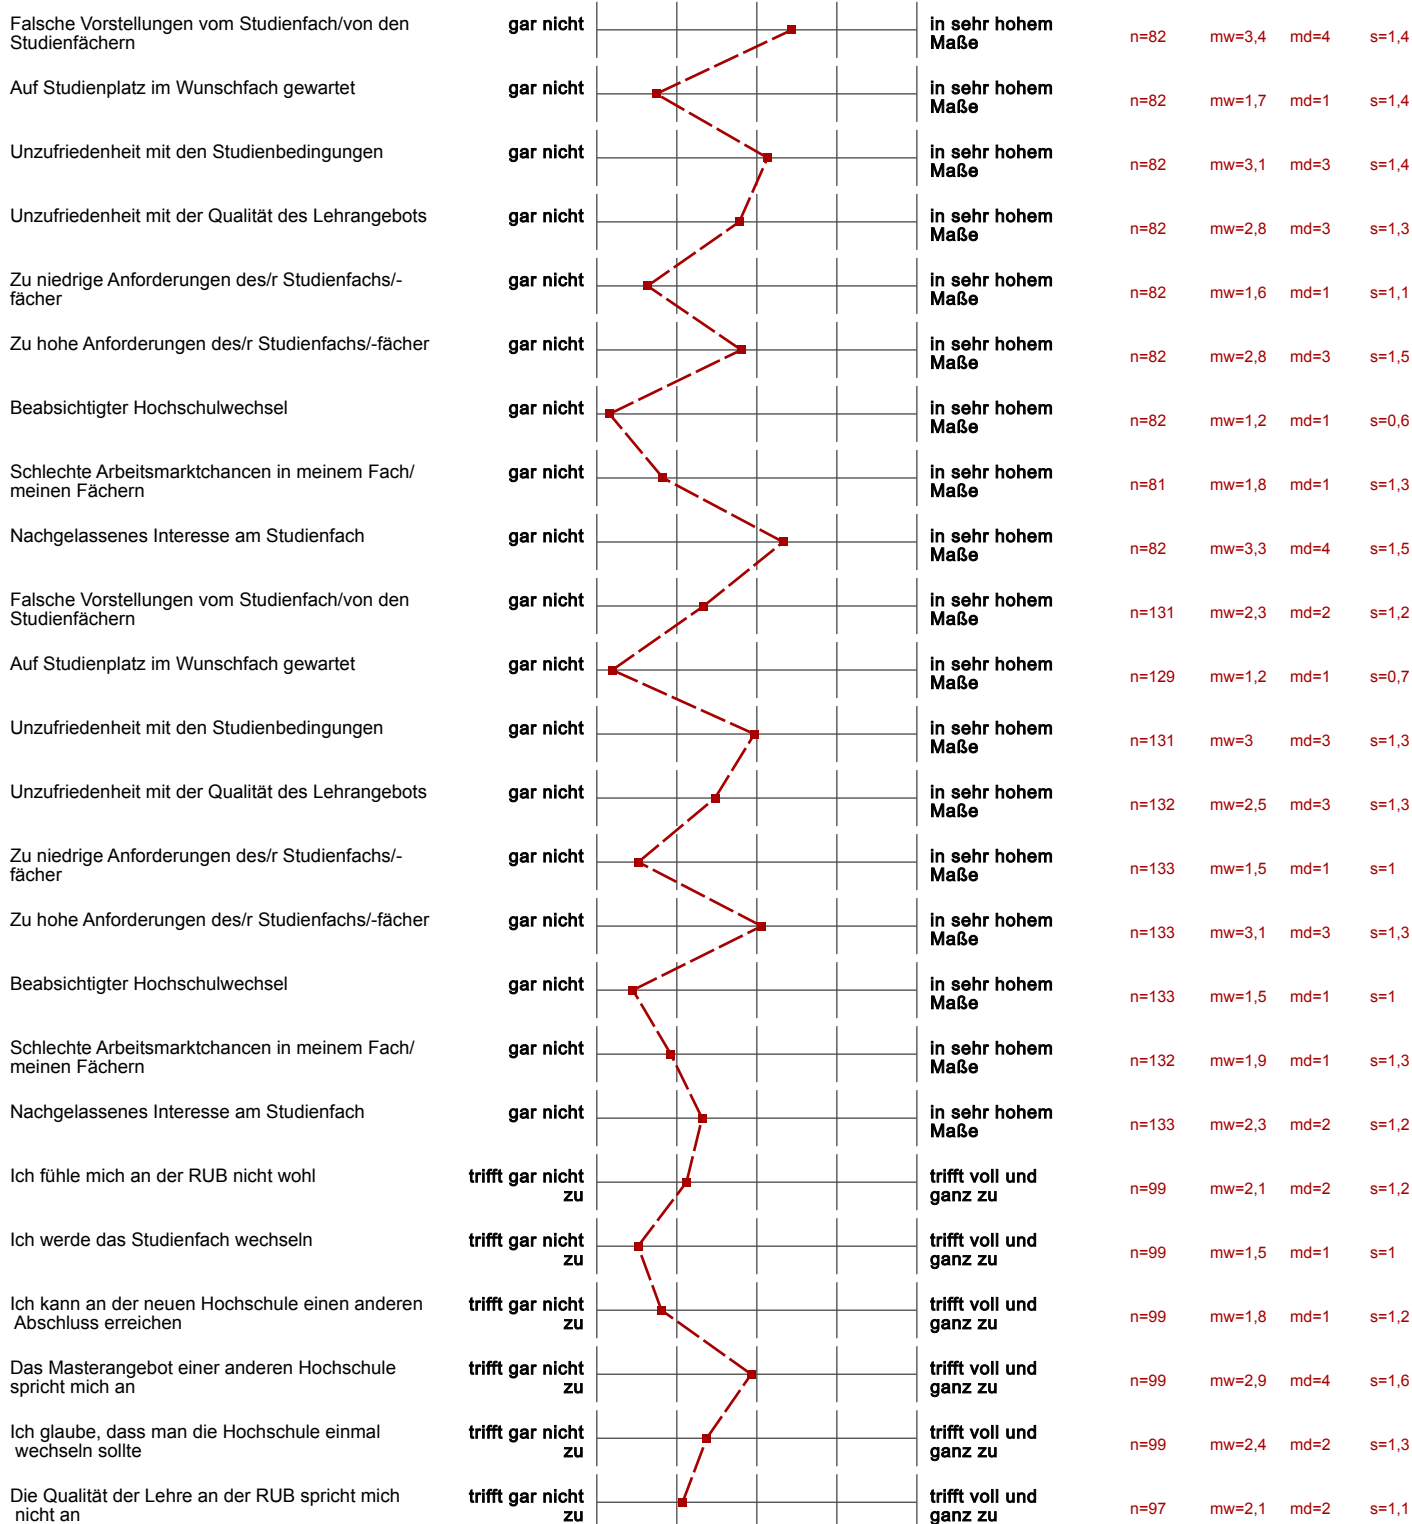 Falsche Vorstellungen vom Studienfach/von den
Studienfächern
gar nicht
in sehr hohem
Maße
n=82 mw=3,4 md=4 s=1,4
Auf Studienplatz im Wunschfach gewartet
gar nicht
in sehr hohem
Maße
n=82 mw=1,7 md=1 s=1,4
Unzufriedenheit mit den Studienbedingungen
gar nicht
in sehr hohem
Maße
n=82 mw=3,1 md=3 s=1,4
Unzufriedenheit mit der Qualität des Lehrangebots
gar nicht
in sehr hohem
Maße
n=82 mw=2,8 md=3 s=1,3
Zu niedrige Anforderungen des/r Studienfachs/-
fächer
gar nicht
in sehr hohem
Maße
n=82 mw=1,6 md=1 s=1,1
Zu hohe Anforderungen des/r Studienfachs/-fächer
gar nicht
in sehr hohem
Maße
n=82 mw=2,8 md=3 s=1,5
Beabsichtigter Hochschulwechsel
gar nicht
in sehr hohem
Maße
n=82 mw=1,2 md=1 s=0,6
Schlechte Arbeitsmarktchancen in meinem Fach/
meinen Fächern
gar nicht
in sehr hohem
Maße
n=81 mw=1,8 md=1 s=1,3
Nachgelassenes Interesse am Studienfach
gar nicht
in sehr hohem
Maße
n=82 mw=3,3 md=4 s=1,5
Falsche Vorstellungen vom Studienfach/von den
Studienfächern
gar nicht
in sehr hohem
Maße
n=131 mw=2,3 md=2 s=1,2
Auf Studienplatz im Wunschfach gewartet
gar nicht
in sehr hohem
Maße
n=129 mw=1,2 md=1 s=0,7
Unzufriedenheit mit den Studienbedingungen
gar nicht
in sehr hohem
Maße
n=131 mw=3 md=3 s=1,3
Unzufriedenheit mit der Qualität des Lehrangebots
gar nicht
in sehr hohem
Maße
n=132 mw=2,5 md=3 s=1,3
Zu niedrige Anforderungen des/r Studienfachs/-
fächer
gar nicht
in sehr hohem
Maße
n=133 mw=1,5 md=1 s=1
Zu hohe Anforderungen des/r Studienfachs/-fächer
gar nicht
in sehr hohem
Maße
n=133 mw=3,1 md=3 s=1,3
Beabsichtigter Hochschulwechsel
gar nicht
in sehr hohem
Maße
n=133 mw=1,5 md=1 s=1
Schlechte Arbeitsmarktchancen in meinem Fach/
meinen Fächern
gar nicht
in sehr hohem
Maße
n=132 mw=1,9 md=1 s=1,3
Nachgelassenes Interesse am Studienfach
gar nicht
in sehr hohem
Maße
n=133 mw=2,3 md=2 s=1,2
Ich fühle mich an der RUB nicht wohl
trifft gar nicht
zu
trifft voll und
ganz zu
n=99 mw=2,1 md=2 s=1,2
Ich werde das Studienfach wechseln
trifft gar nicht
zu
trifft voll und
ganz zu
n=99 mw=1,5 md=1 s=1
Ich kann an der neuen Hochschule einen anderen
Abschluss erreichen
trifft gar nicht
zu
trifft voll und
ganz zu
n=99 mw=1,8 md=1 s=1,2
Das Masterangebot einer anderen Hochschule
spricht mich an
trifft gar nicht
zu
trifft voll und
ganz zu
n=99 mw=2,9 md=4 s=1,6
Ich glaube, dass man die Hochschule einmal
wechseln sollte
trifft gar nicht
zu
trifft voll und
ganz zu
n=99 mw=2,4 md=2 s=1,3
Die Qualität der Lehre an der RUB spricht mich
nicht an
trifft gar nicht
zu
trifft voll und
ganz zu
n=97 mw=2,1 md=2 s=1,1